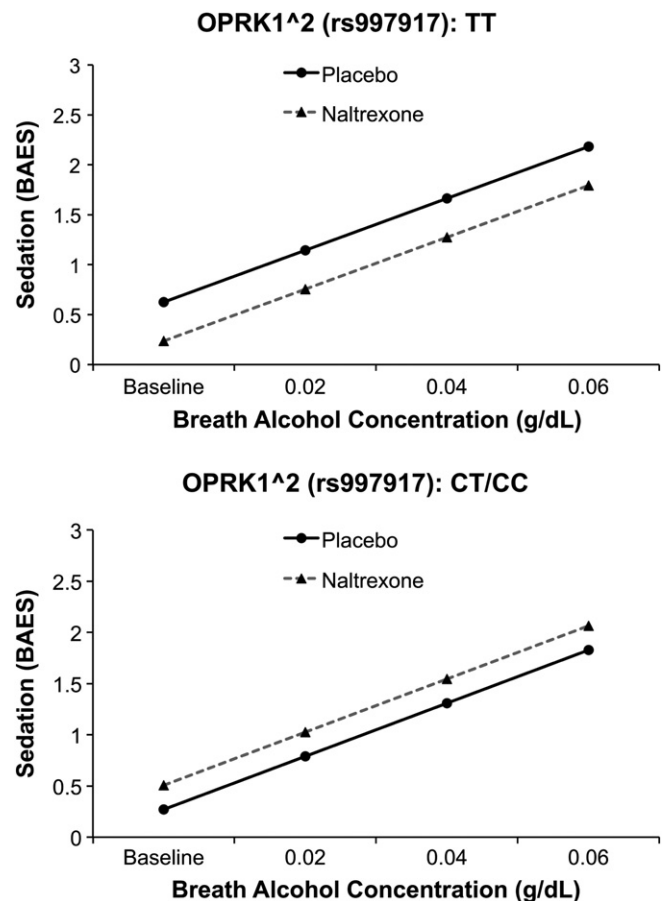 OPRK1^2 (rs997917): TT
Placebo
Naltrexone
Sedation (BAES)
3
2.5
2
1.5
1
0.5
0
Baseline 0.02 0.04 0.06
Breath Alcohol Concentration (g/dL)
OPRK1^2 (rs997917): CT/CC
Placebo
Naltrexone
Sedation (BAES)
3
2.5
2
1.5
1
0.5
0
Baseline 0.02 0.04 0.06
Breath Alcohol Concentration (g/dL)